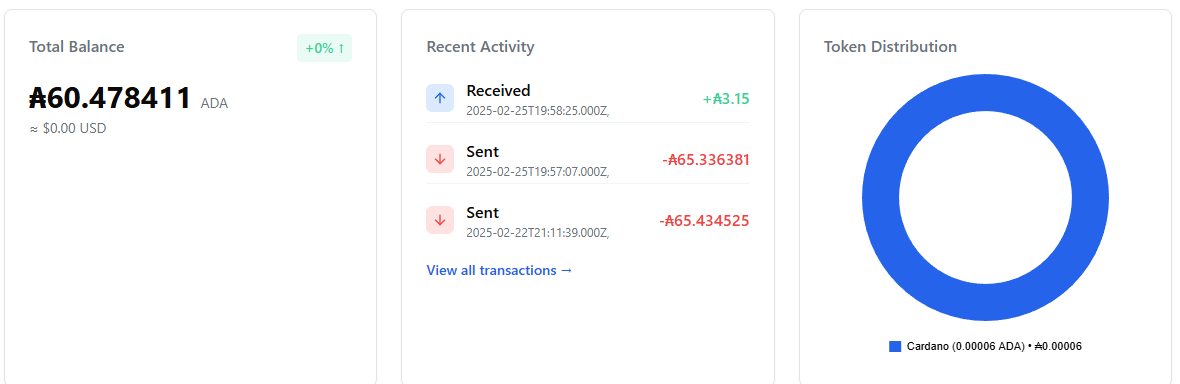 Total Balance
+0% ↑
₳60.478411 ADA
≈ $0.00 USD
Recent Activity
Received
2025-02-25T19:58:25.000Z,
+₳3.15
Sent
2025-02-25T19:57:07.000Z,
-₳65.336381
Sent
2025-02-22T21:11:39.000Z,
-₳65.434525
View all transactions →
Token Distribution
Cardano (0.00006 ADA) • ₳0.00006